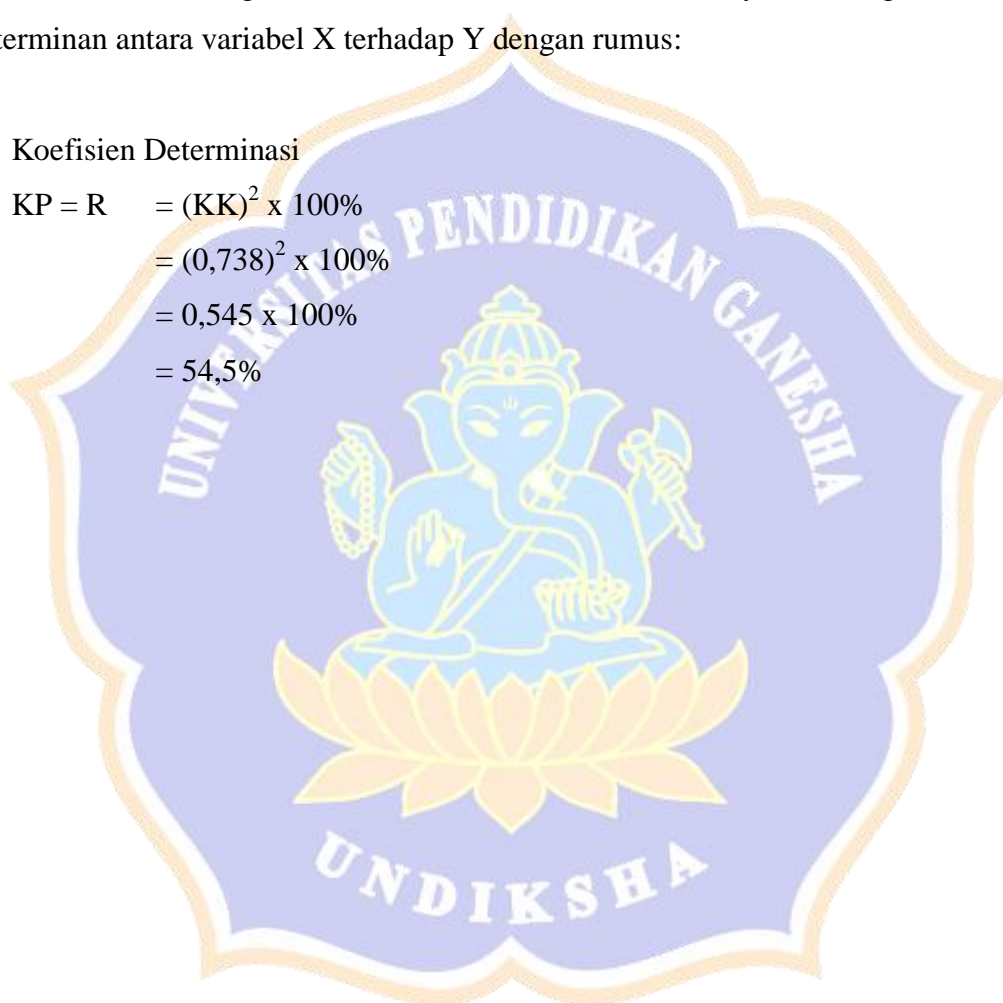 terminan antara variabel X terhadap Y dengan rumus:
Koefisien Determinasi
KP = R = (KK)² x 100%
= (0,738)² x 100%
= 0,545 x 100%
= 54,5%
UNIVERSITAS PENDIDIKAN GANESHA
UNDIKSHA